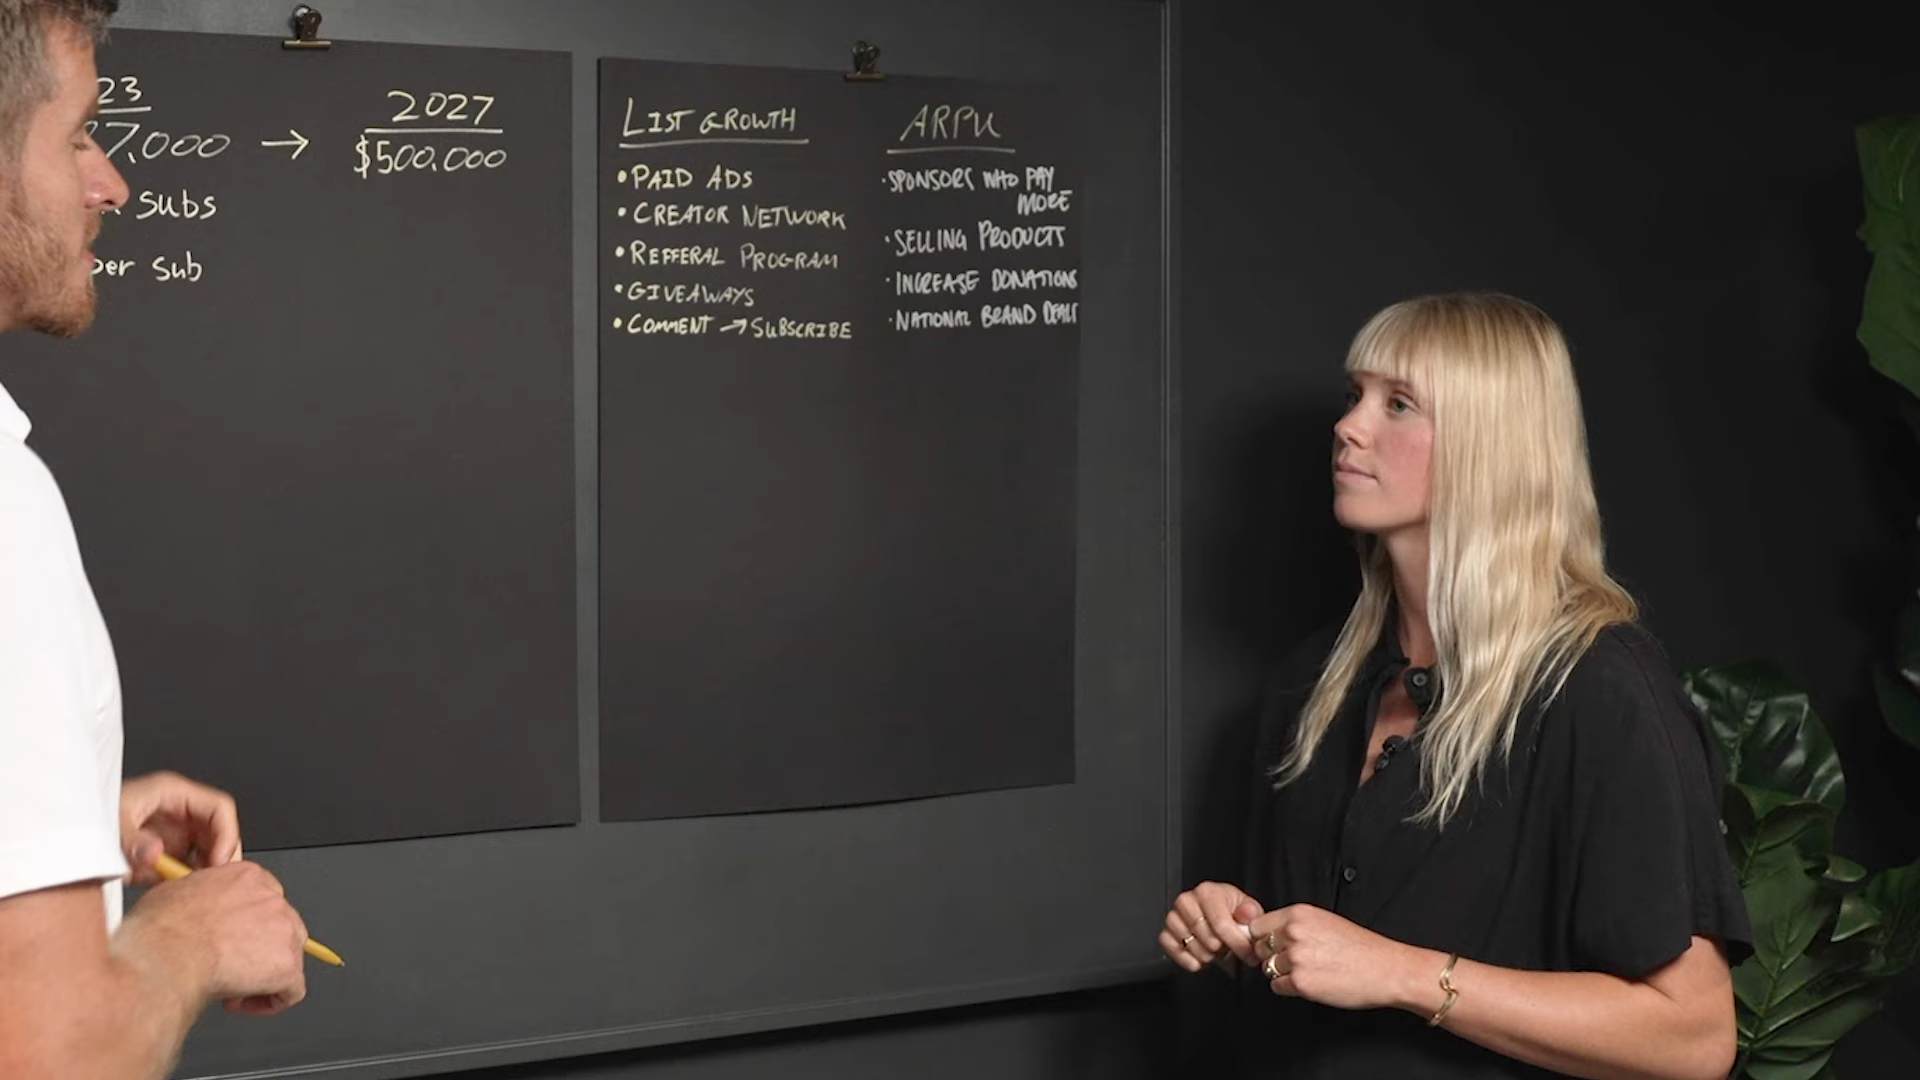 23
7,000 → 2027
$500,000
subs
per sub
LIST GROWTH
• PAID ADS
• CREATOR NETWORK
• REFFERAL PROGRAM
• GIVEAWAYS
• COMMENT → SUBSCRIBE
ARPU
• SPONSORS WHO PAY
MORE
• SELLING PRODUCTS
• INCREASE DONATIONS
• NATIONAL BRAND DEALS